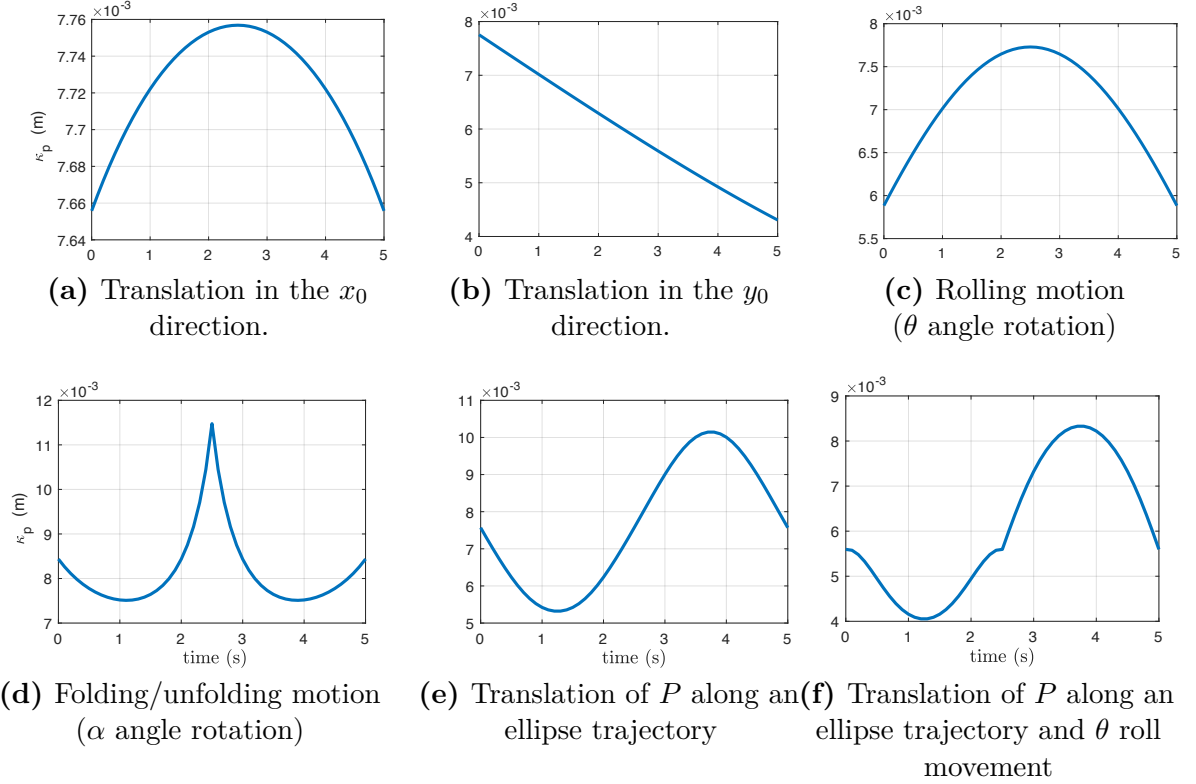 ×10⁻³
7.76
7.74
7.72
7.7
7.68
7.66
7.64
κp (m)
0 1 2 3 4 5
(a) Translation in the x₀
direction.
×10⁻³
8
7
6
5
4
0 1 2 3 4 5
(b) Translation in the y₀
direction.
×10⁻³
8
7.5
7
6.5
6
5.5
0 1 2 3 4 5
(c) Rolling motion
(θ angle rotation)
×10⁻³
12
11
10
9
8
7
κp (m)
0 1 2 3 4 5
time (s)
(d) Folding/unfolding motion
(α angle rotation)
×10⁻³
11
10
9
8
7
6
5
0 1 2 3 4 5
(e) Translation of P along an
ellipse trajectory
×10⁻³
9
8
7
6
5
4
0 1 2 3 4 5
time (s)
(f) Translation of P along an
ellipse trajectory and θ roll
movement